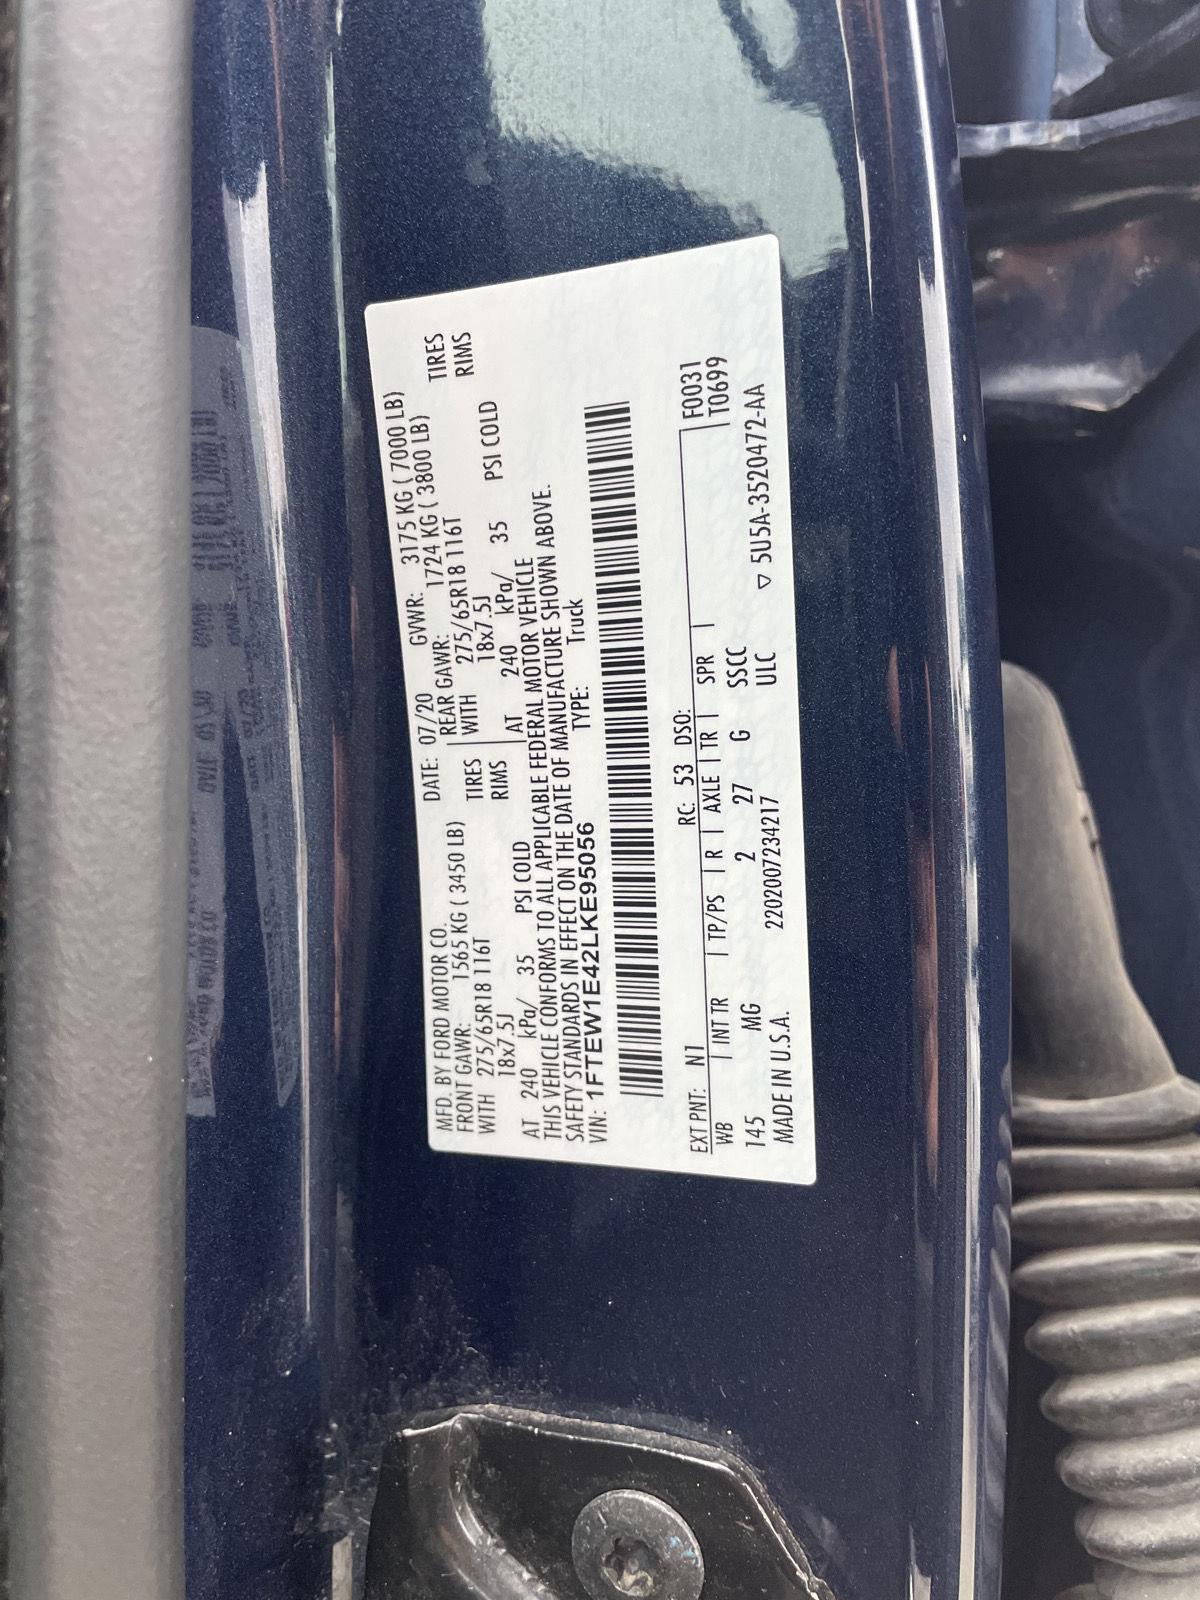 MFD. BY FORD MOTOR CO. DATE: 07/20 GVWR: 3175 KG ( 7000 LB)
FRONT GAWR: 1565 KG ( 3450 LB) REAR GAWR: 1724 KG ( 3800 LB)
WITH 275/65R18 116T TIRES WITH 275/65R18 116T TIRES
18x7.5J RIMS 18x7.5J RIMS
AT 240 kPa/ 35 PSI COLD AT 240 kPa/ 35 PSI COLD
THIS VEHICLE CONFORMS TO ALL APPLICABLE FEDERAL MOTOR VEHICLE
SAFETY STANDARDS IN EFFECT ON THE DATE OF MANUFACTURE SHOWN ABOVE.
VIN: 1FTEW1E42LKE95056 TYPE: Truck
EXT PNT: N1 RC: 53 DSO: F0031
WB | INT TR | TP/PS | R | AXLE | TR | SPR | T0699
145 MG 2 27 G SSCC
MADE IN U.S.A. 220200723​4217 ULC ▽ 5U5A-3520472-AA